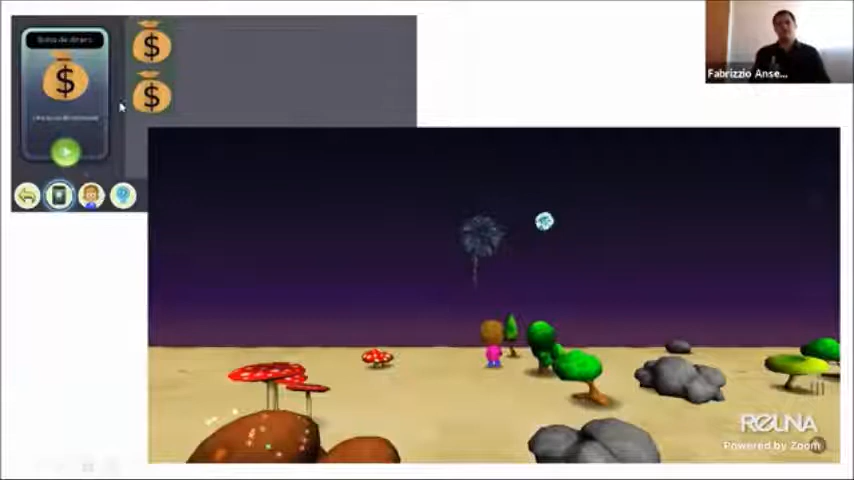 Bolsa de dinero
$
$
$
Fabrizzio Anse...
REUNA
Powered by Zoom